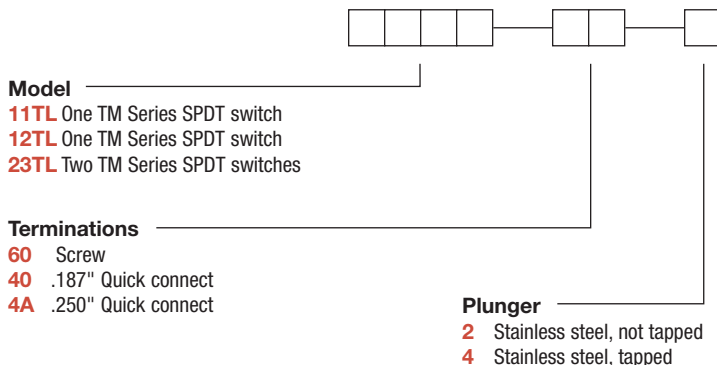 Model
11TL One TM Series SPDT switch
12TL One TM Series SPDT switch
23TL Two TM Series SPDT switches
Terminations
60 Screw
40 .187" Quick connect
4A .250" Quick connect
Plunger
2 Stainless steel, not tapped
4 Stainless steel, tapped